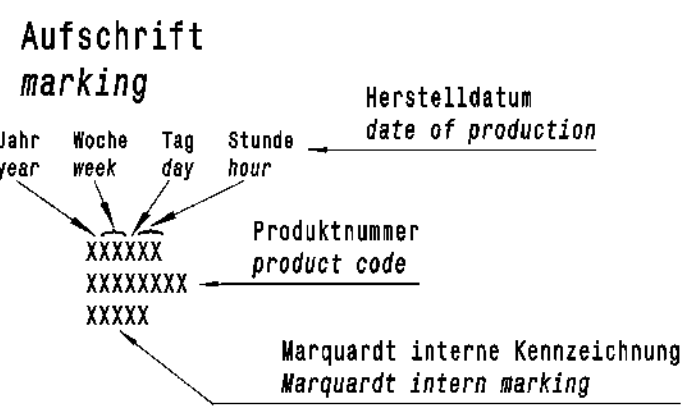 Aufschrift
marking
Herstelldatum
date of production
Jahr Woche Tag Stunde
year week day hour
XXXXXX
Produktnummer
product code
XXXXXXXX
XXXXX
Marquardt interne Kennzeichnung
Marquardt intern marking